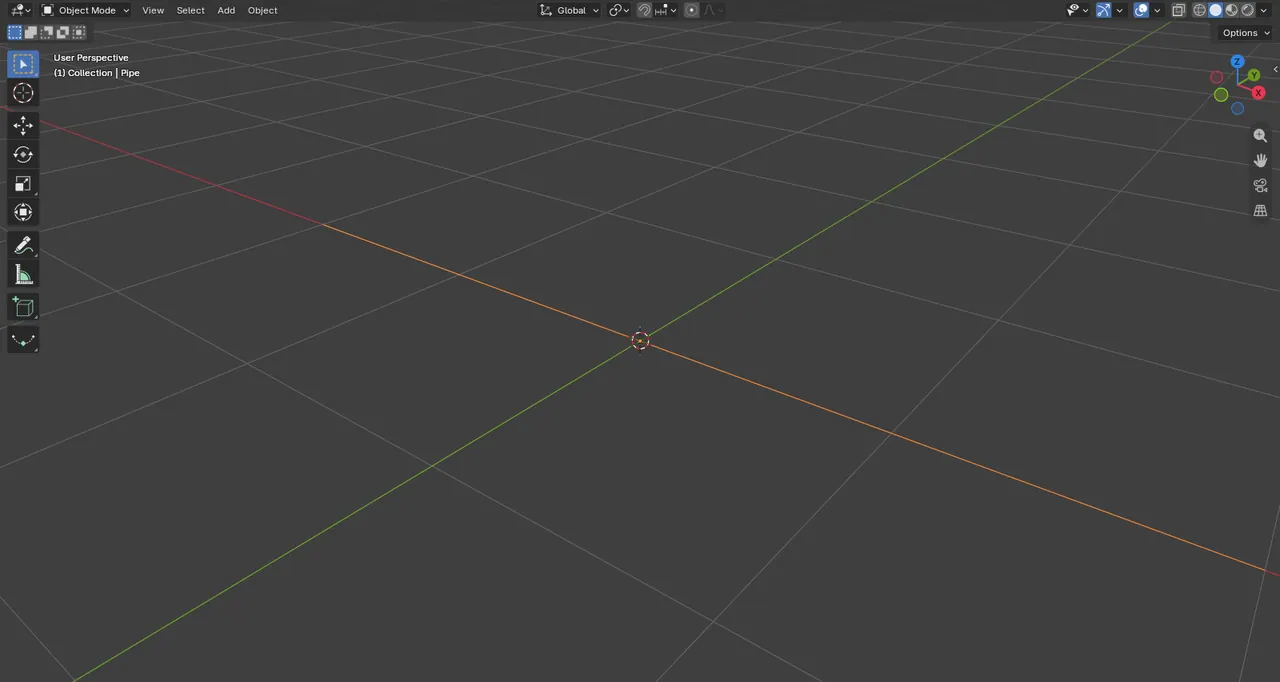 Object Mode View Select Add Object Global
Options
User Perspective
(1) Collection | Pipe
Z
Y
X